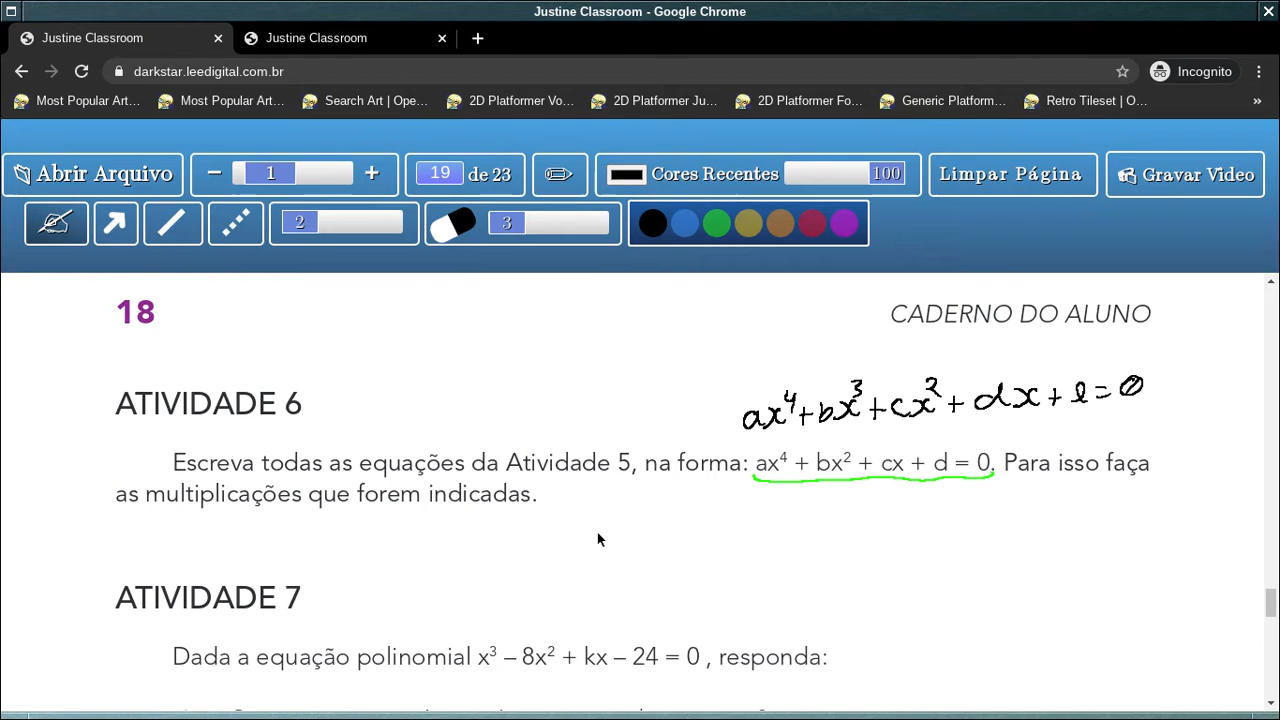 Justine Classroom - Google Chrome
Justine Classroom
Justine Classroom
darkstar.leedigital.com.br
Incognito
Most Popular Art...
Most Popular Art...
Search Art | Ope...
2D Platformer Vo...
2D Platformer Ju...
2D Platformer Fo...
Generic Platform...
Retro Tileset | O...
»
Abrir Arquivo
− 1 +
19 de 23
Cores Recentes 100
Limpar Página
Gravar Video
2
3
18
CADERNO DO ALUNO
ax⁴+bx³+cx²+dx+e=0
ATIVIDADE 6
Escreva todas as equações da Atividade 5, na forma: ax⁴ + bx² + cx + d = 0. Para isso faça
as multiplicações que forem indicadas.
ATIVIDADE 7
Dada a equação polinomial x³ – 8x² + kx – 24 = 0 , responda: